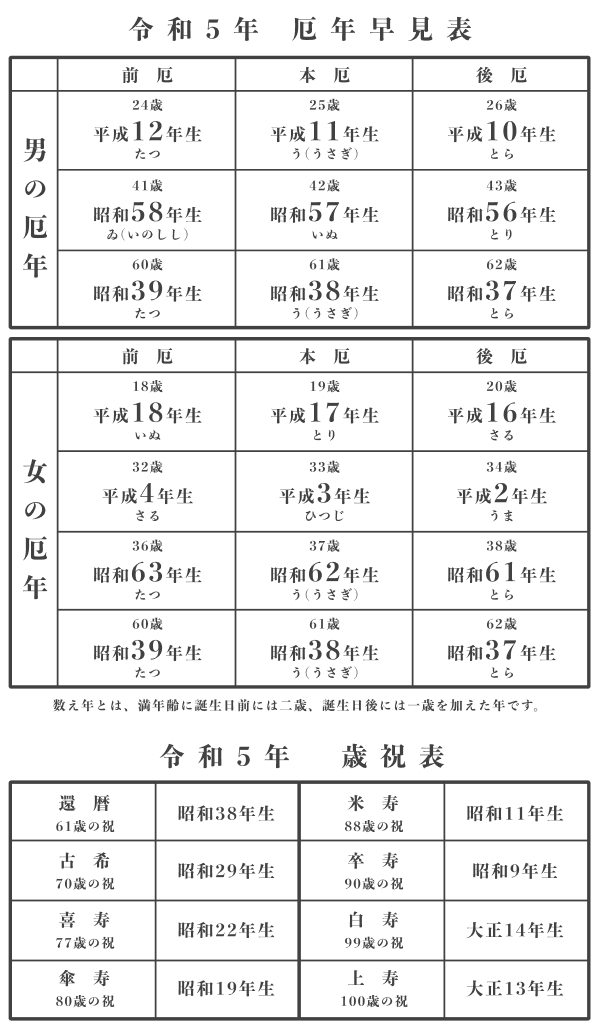 令和5年 厄年早見表
前厄 本厄 後厄
男の厄年
24歳 25歳 26歳
平成12年生 平成11年生 平成10年生
たつ う(うさぎ) とら
41歳 42歳 43歳
昭和58年生 昭和57年生 昭和56年生
ゐ(いのしし) いぬ とり
60歳 61歳 62歳
昭和39年生 昭和38年生 昭和37年生
たつ う(うさぎ) とら
前厄 本厄 後厄
女の厄年
18歳 19歳 20歳
平成18年生 平成17年生 平成16年生
いぬ とり さる
32歳 33歳 34歳
平成4年生 平成3年生 平成2年生
さる ひつじ うま
36歳 37歳 38歳
昭和63年生 昭和62年生 昭和61年生
たつ う(うさぎ) とら
60歳 61歳 62歳
昭和39年生 昭和38年生 昭和37年生
たつ う(うさぎ) とら
数え年とは、満年齢に誕生日前には二歳、誕生日後には一歳を加えた年です。
令和5年 歳祝表
還暦 昭和38年生 米寿 昭和11年生
61歳の祝 88歳の祝
古希 昭和29年生 卒寿 昭和9年生
70歳の祝 90歳の祝
喜寿 昭和22年生 白寿 大正14年生
77歳の祝 99歳の祝
傘寿 昭和19年生 上寿 大正13年生
80歳の祝 100歳の祝